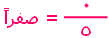 ٠/٥ = صفراً